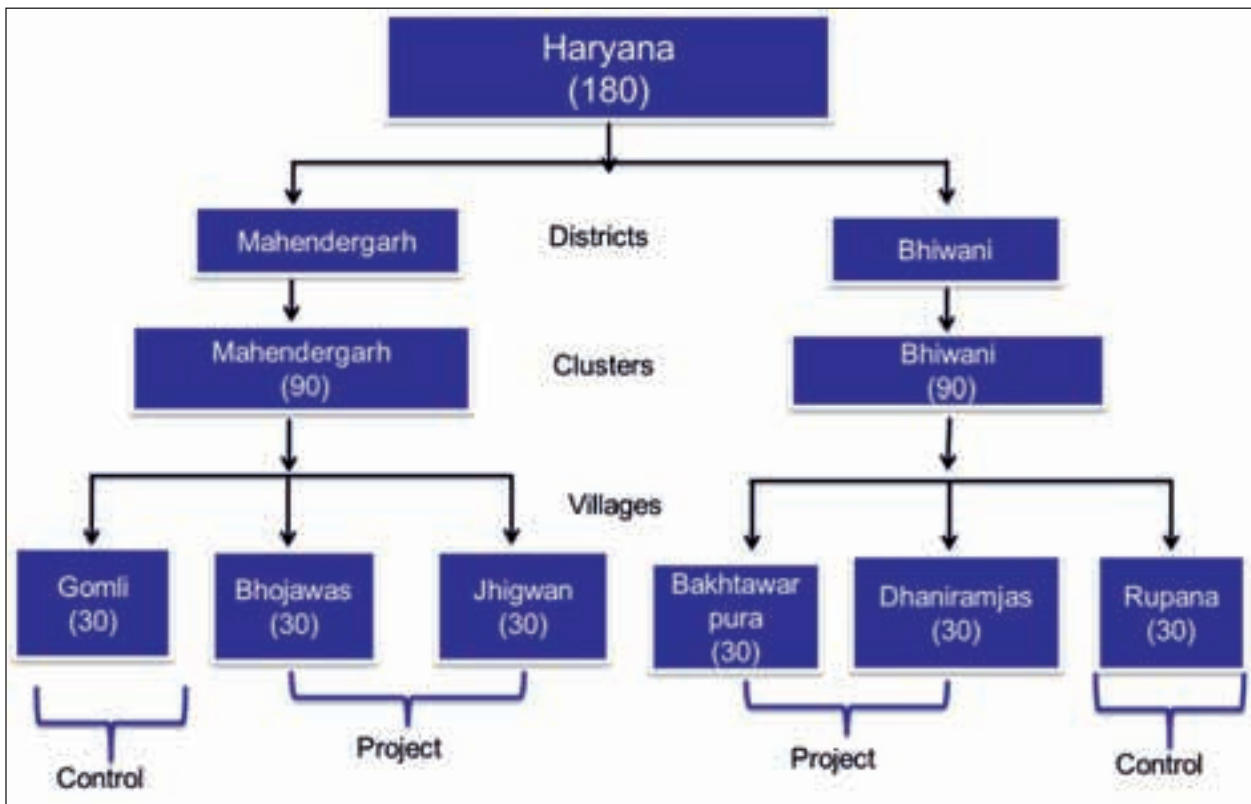 Haryana
(180)
Districts
Mahendergarh
Bhiwani
Clusters
Mahendergarh
(90)
Bhiwani
(90)
Villages
Gomli
(30)
Bhojawas
(30)
Jhigwan
(30)
Bakhtawar
pura
(30)
Dhaniramjas
(30)
Rupana
(30)
Control
Project
Project
Control